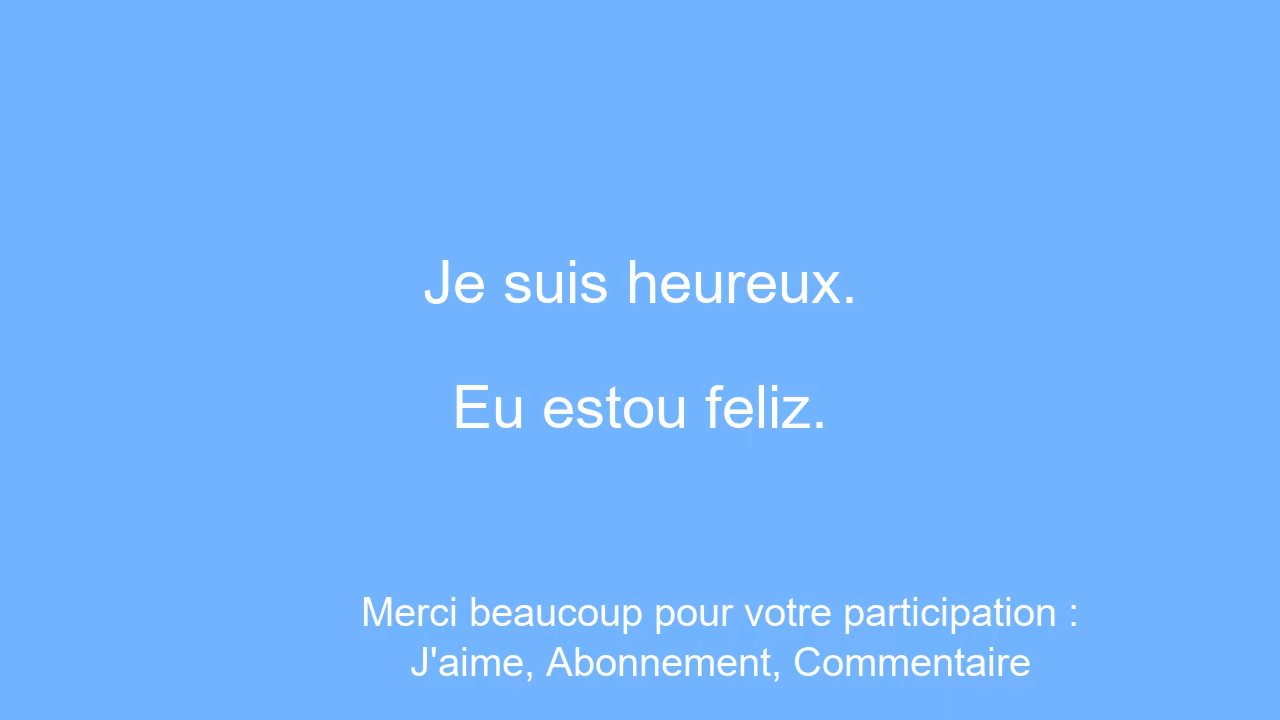 Je suis heureux.
Eu estou feliz.
Merci beaucoup pour votre participation :
J'aime, Abonnement, Commentaire